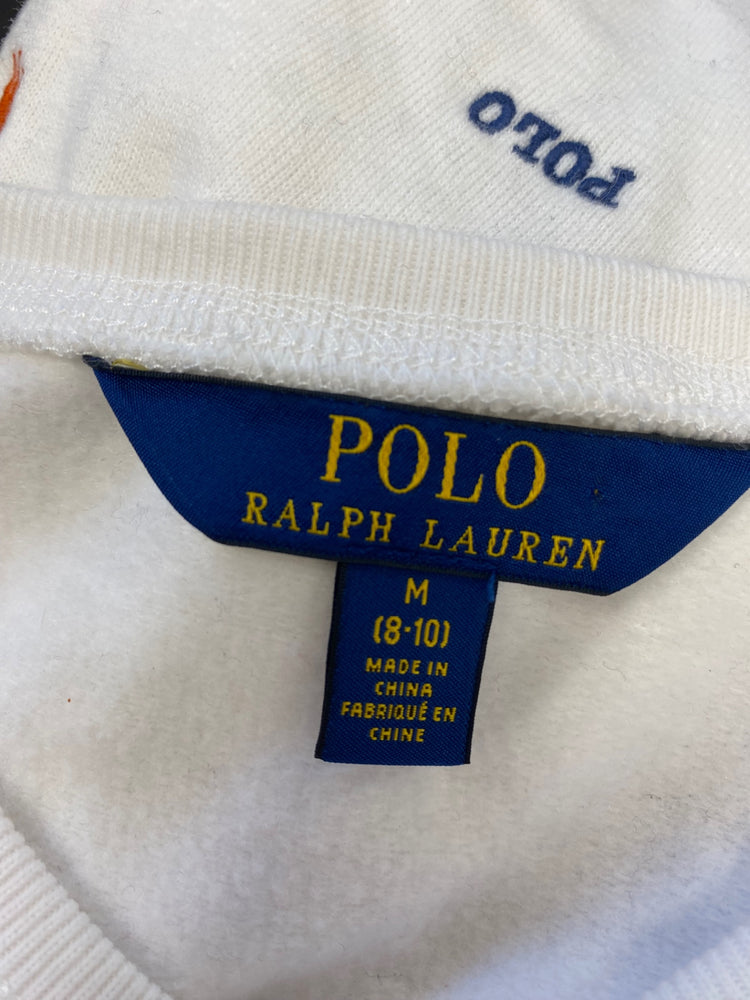 POLO
POLO
RALPH LAUREN
M
(8-10)
MADE IN
CHINA
FABRIQUÉ EN
CHINE